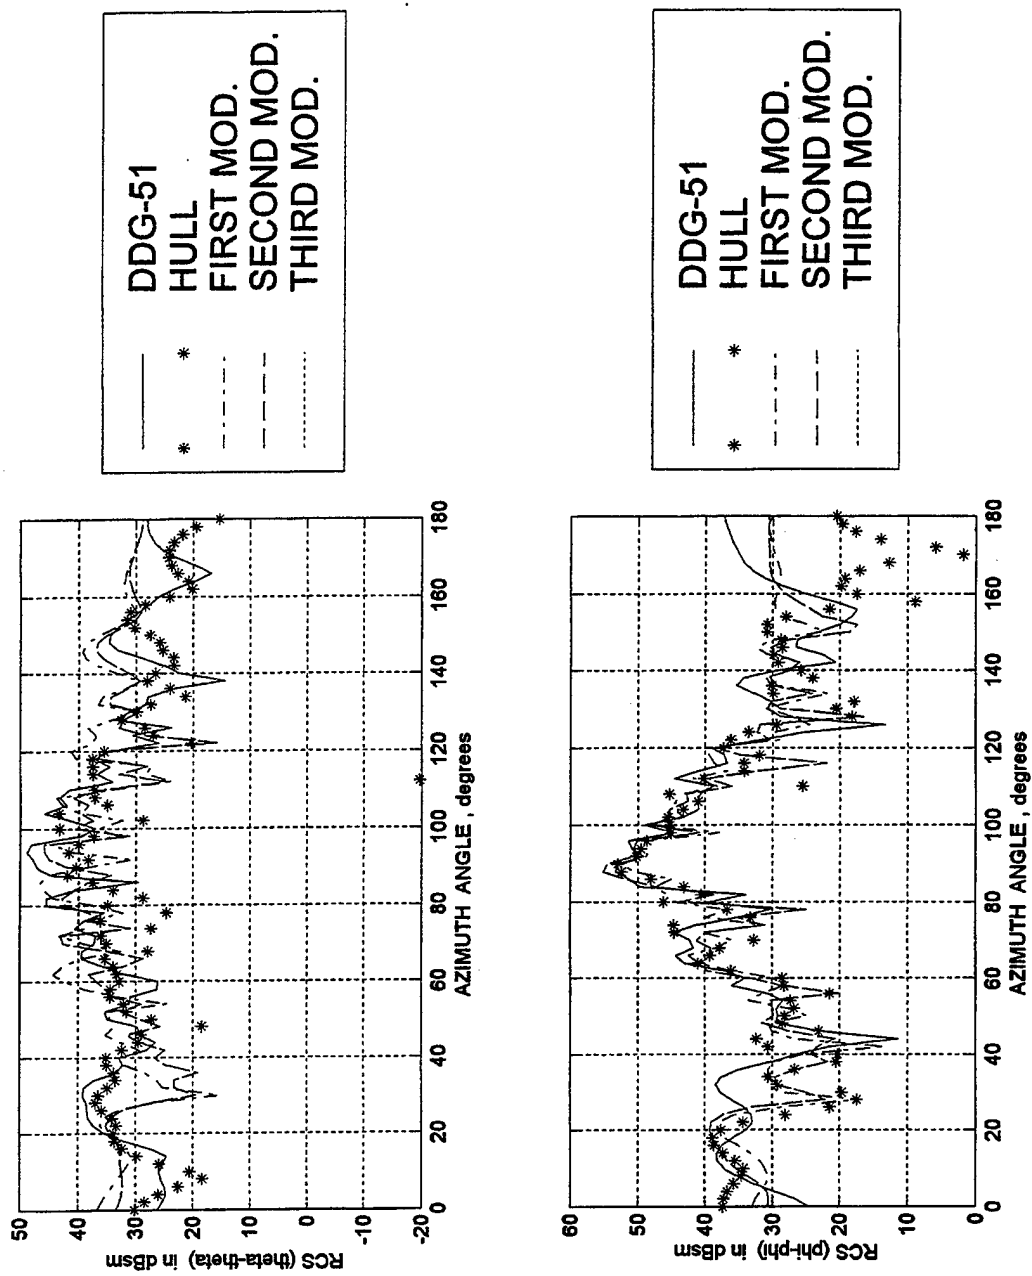 RCS (theta-theta) in dBsm
50
40
30
20
10
0
-10
-20
0
20
40
60
80
100
120
140
160
180
AZIMUTH ANGLE , degrees
DDG-51
HULL
FIRST MOD.
SECOND MOD.
THIRD MOD.
RCS (phi-phi) in dBsm
60
50
40
30
20
10
0
0
20
40
60
80
100
120
140
160
180
AZIMUTH ANGLE , degrees
DDG-51
HULL
FIRST MOD.
SECOND MOD.
THIRD MOD.